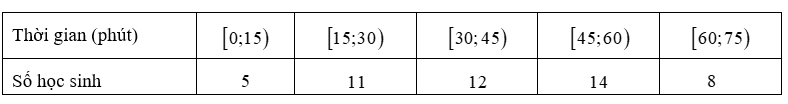 Thời gian (phút) [0;15) [15;30) [30;45) [45;60) [60;75)
Số học sinh 5 11 12 14 8